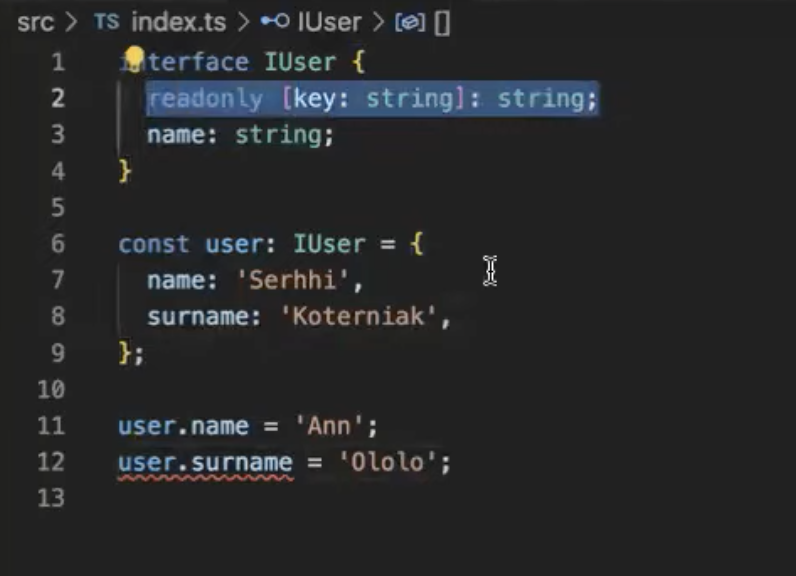 src > TS index.ts > IUser > []
1 interface IUser {
2 readonly [key: string]: string;
3 name: string;
4 }
5
6 const user: IUser = {
7 name: 'Serhhi',
8 surname: 'Koterniak',
9 };
10
11 user.name = 'Ann';
12 user.surname = 'Ololo';
13